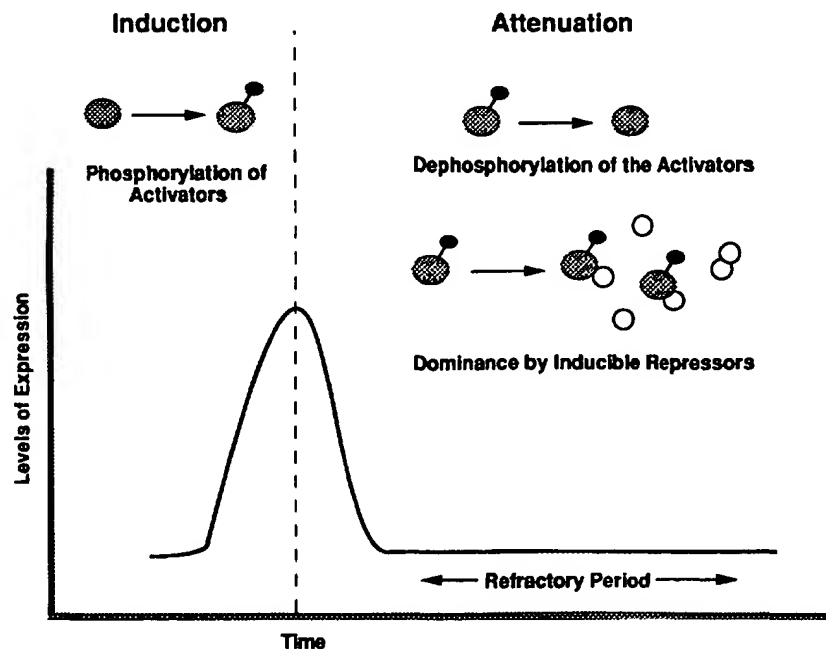 Induction
Attenuation
Phosphorylation of
Activators
Dephosphorylation of the Activators
Dominance by Inducible Repressors
Levels of Expression
Refractory Period
Time